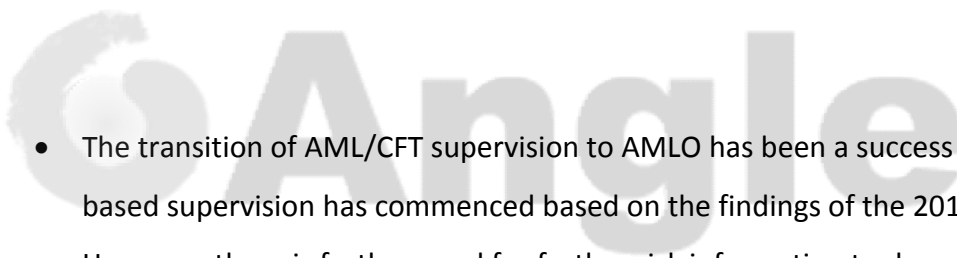 Angle
• The transition of AML/CFT supervision to AMLO has been a success
based supervision has commenced based on the findings of the 201